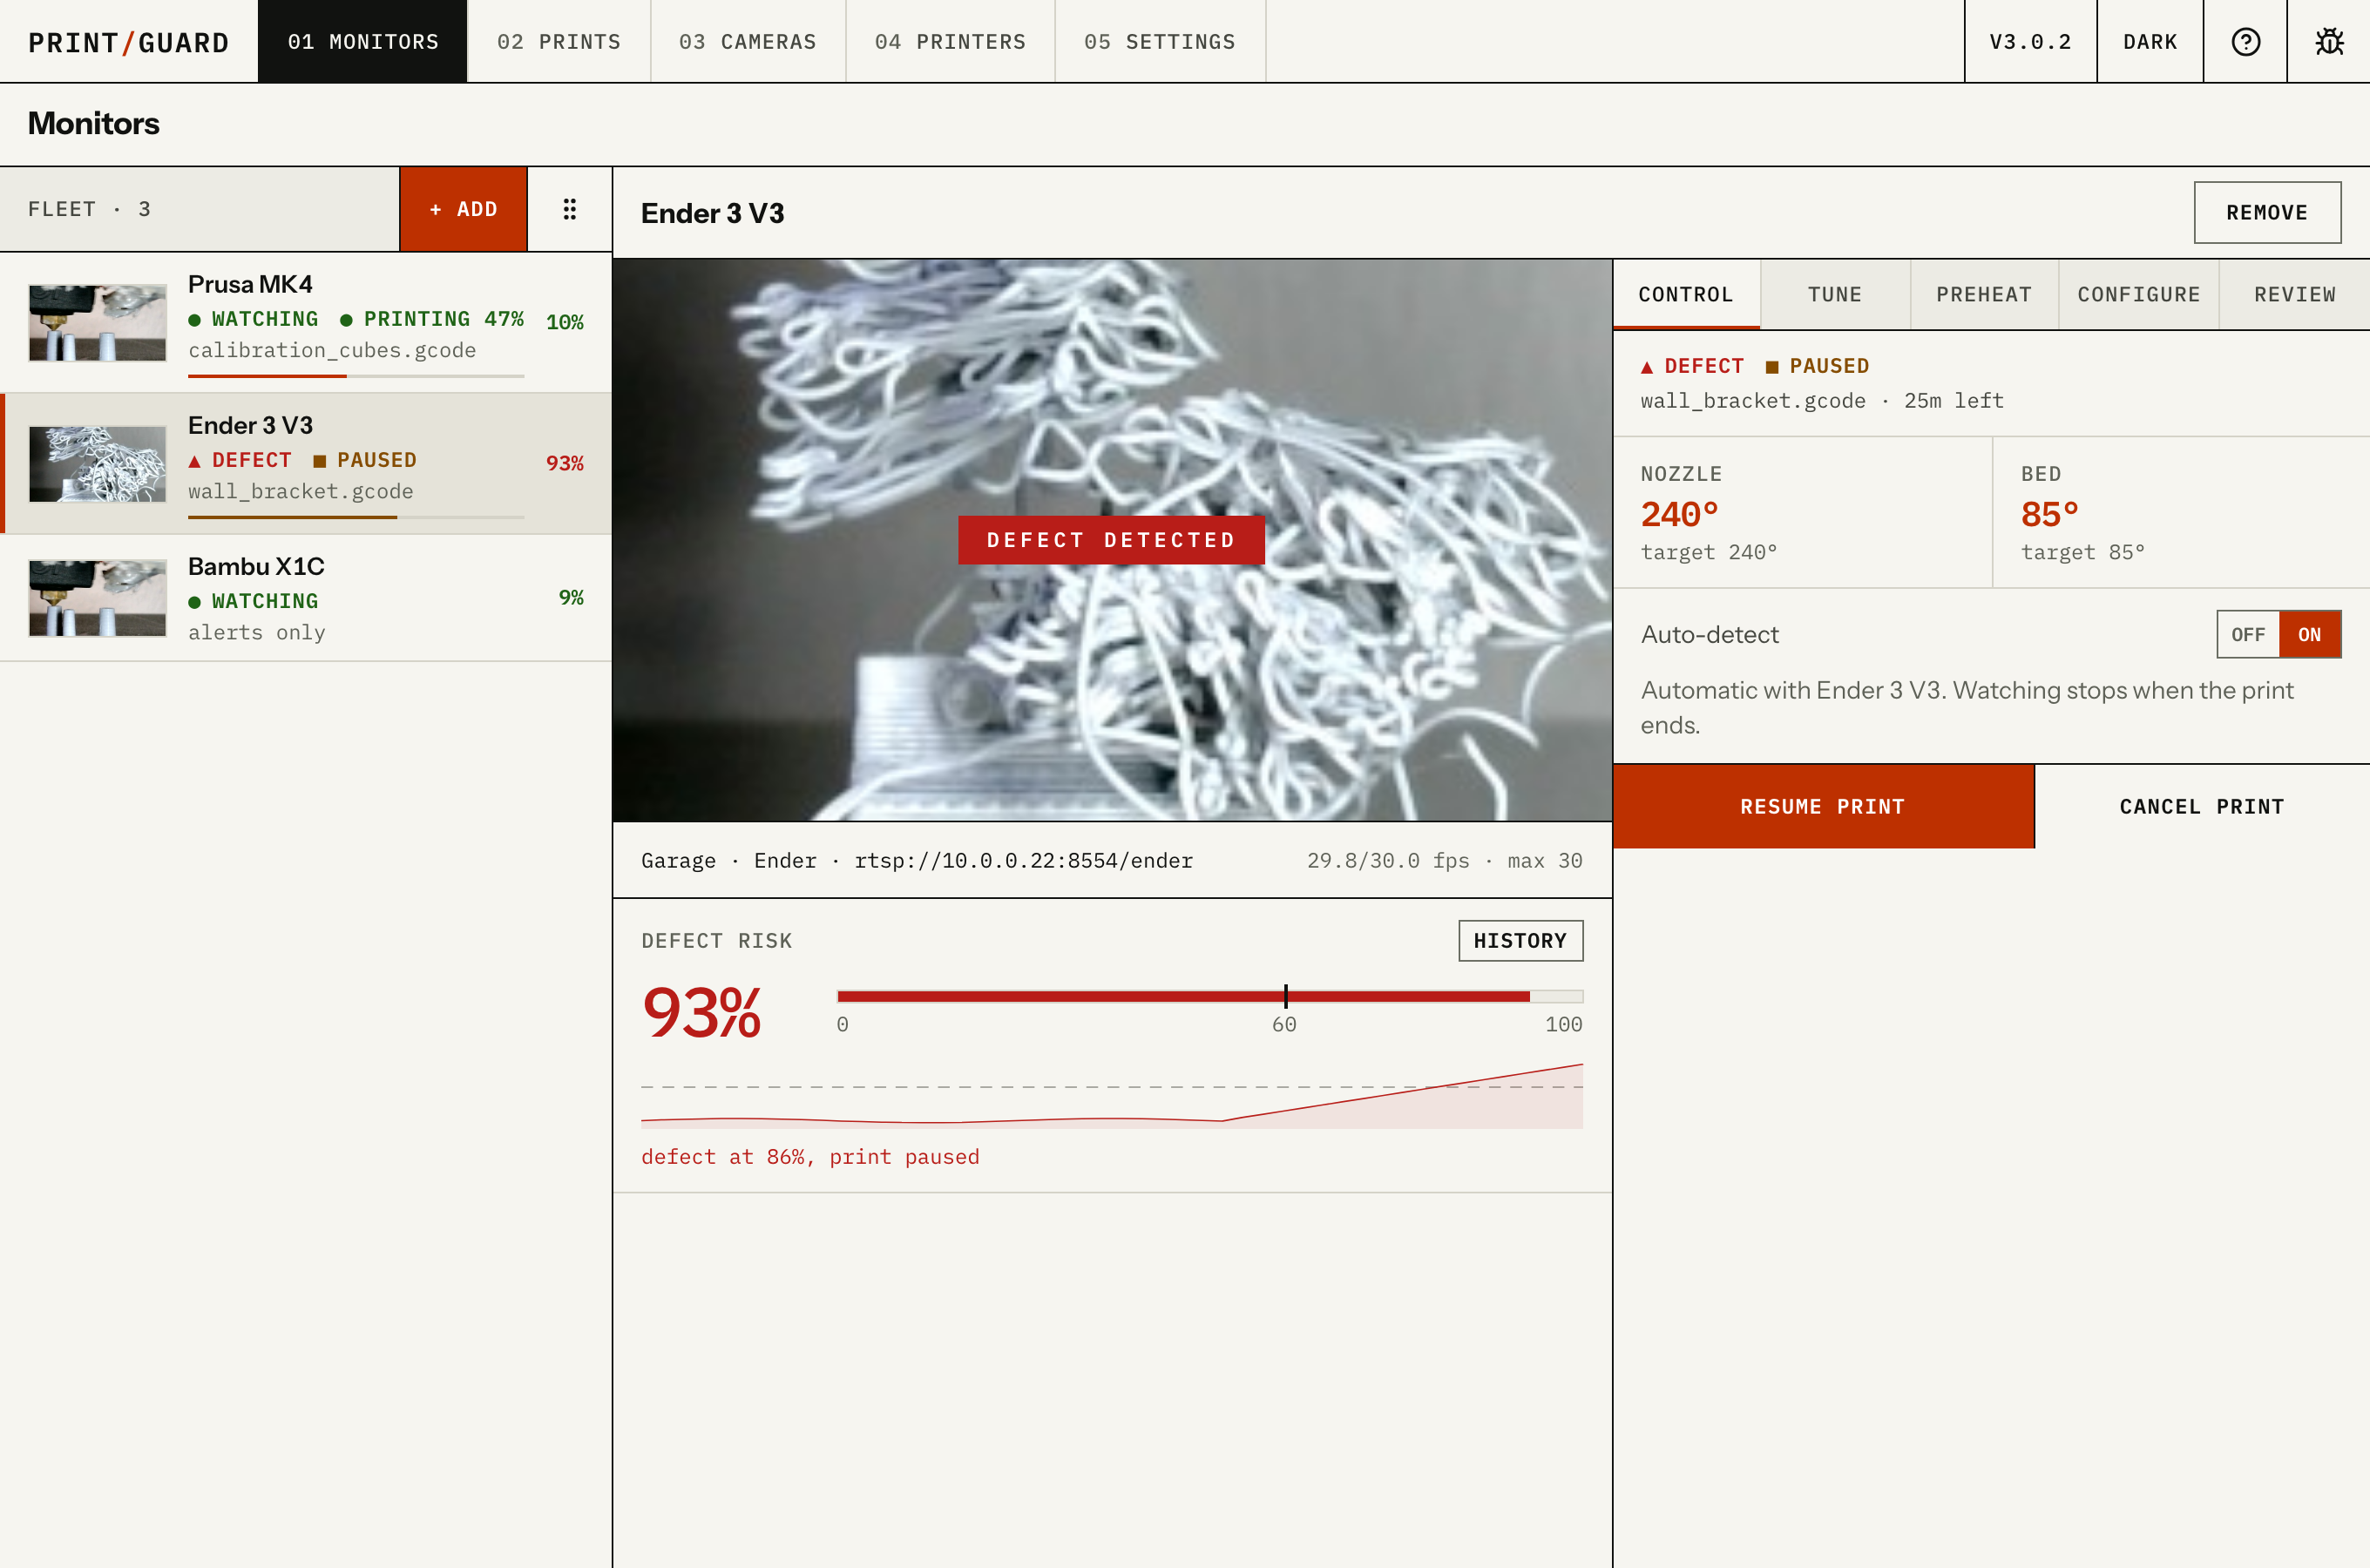 PRINT/GUARD
01 MONITORS
02 PRINTS
03 CAMERAS
04 PRINTERS
05 SETTINGS
V3.0.2
DARK
Monitors
FLEET · 3
+ ADD
Prusa MK4
● WATCHING ● PRINTING 47%
10%
calibration_cubes.gcode
Ender 3 V3
▲ DEFECT ■ PAUSED
93%
wall_bracket.gcode
Bambu X1C
● WATCHING
9%
alerts only
Ender 3 V3
REMOVE
DEFECT DETECTED
Garage · Ender · rtsp://10.0.0.22:8554/ender
29.8/30.0 fps · max 30
DEFECT RISK
HISTORY
93%
0
60
100
defect at 86%, print paused
CONTROL
TUNE
PREHEAT
CONFIGURE
REVIEW
▲ DEFECT ■ PAUSED
wall_bracket.gcode · 25m left
NOZZLE
240°
target 240°
BED
85°
target 85°
Auto-detect
OFF
ON
Automatic with Ender 3 V3. Watching stops when the print
ends.
RESUME PRINT
CANCEL PRINT